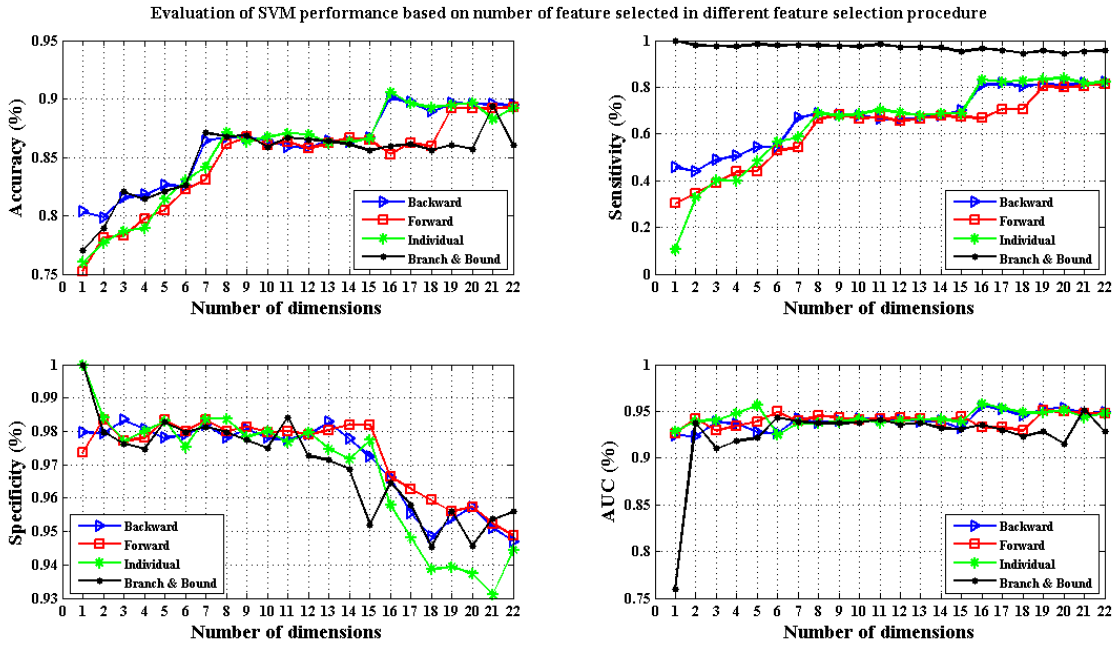 Evaluation of SVM performance based on number of feature selected in different feature selection procedure
Accuracy (%)
0.95
0.9
0.85
0.8
0.75
0 1 2 3 4 5 6 7 8 9 10 11 12 13 14 15 16 17 18 19 20 21 22
Number of dimensions
Backward
Forward
Individual
Branch & Bound
Sensitivity (%)
1
0.8
0.6
0.4
0.2
0
0 1 2 3 4 5 6 7 8 9 10 11 12 13 14 15 16 17 18 19 20 21 22
Number of dimensions
Backward
Forward
Individual
Branch & Bound
Specificity (%)
1
0.99
0.98
0.97
0.96
0.95
0.94
0.93
0 1 2 3 4 5 6 7 8 9 10 11 12 13 14 15 16 17 18 19 20 21 22
Number of dimensions
Backward
Forward
Individual
Branch & Bound
AUC (%)
1
0.95
0.9
0.85
0.8
0.75
0 1 2 3 4 5 6 7 8 9 10 11 12 13 14 15 16 17 18 19 20 21 22
Number of dimensions
Backward
Forward
Individual
Branch & Bound